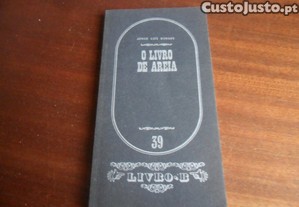 CustoJusto.pt
JORGE LUIS BORGES
O LIVRO
DE AREIA
39
LIVRO B